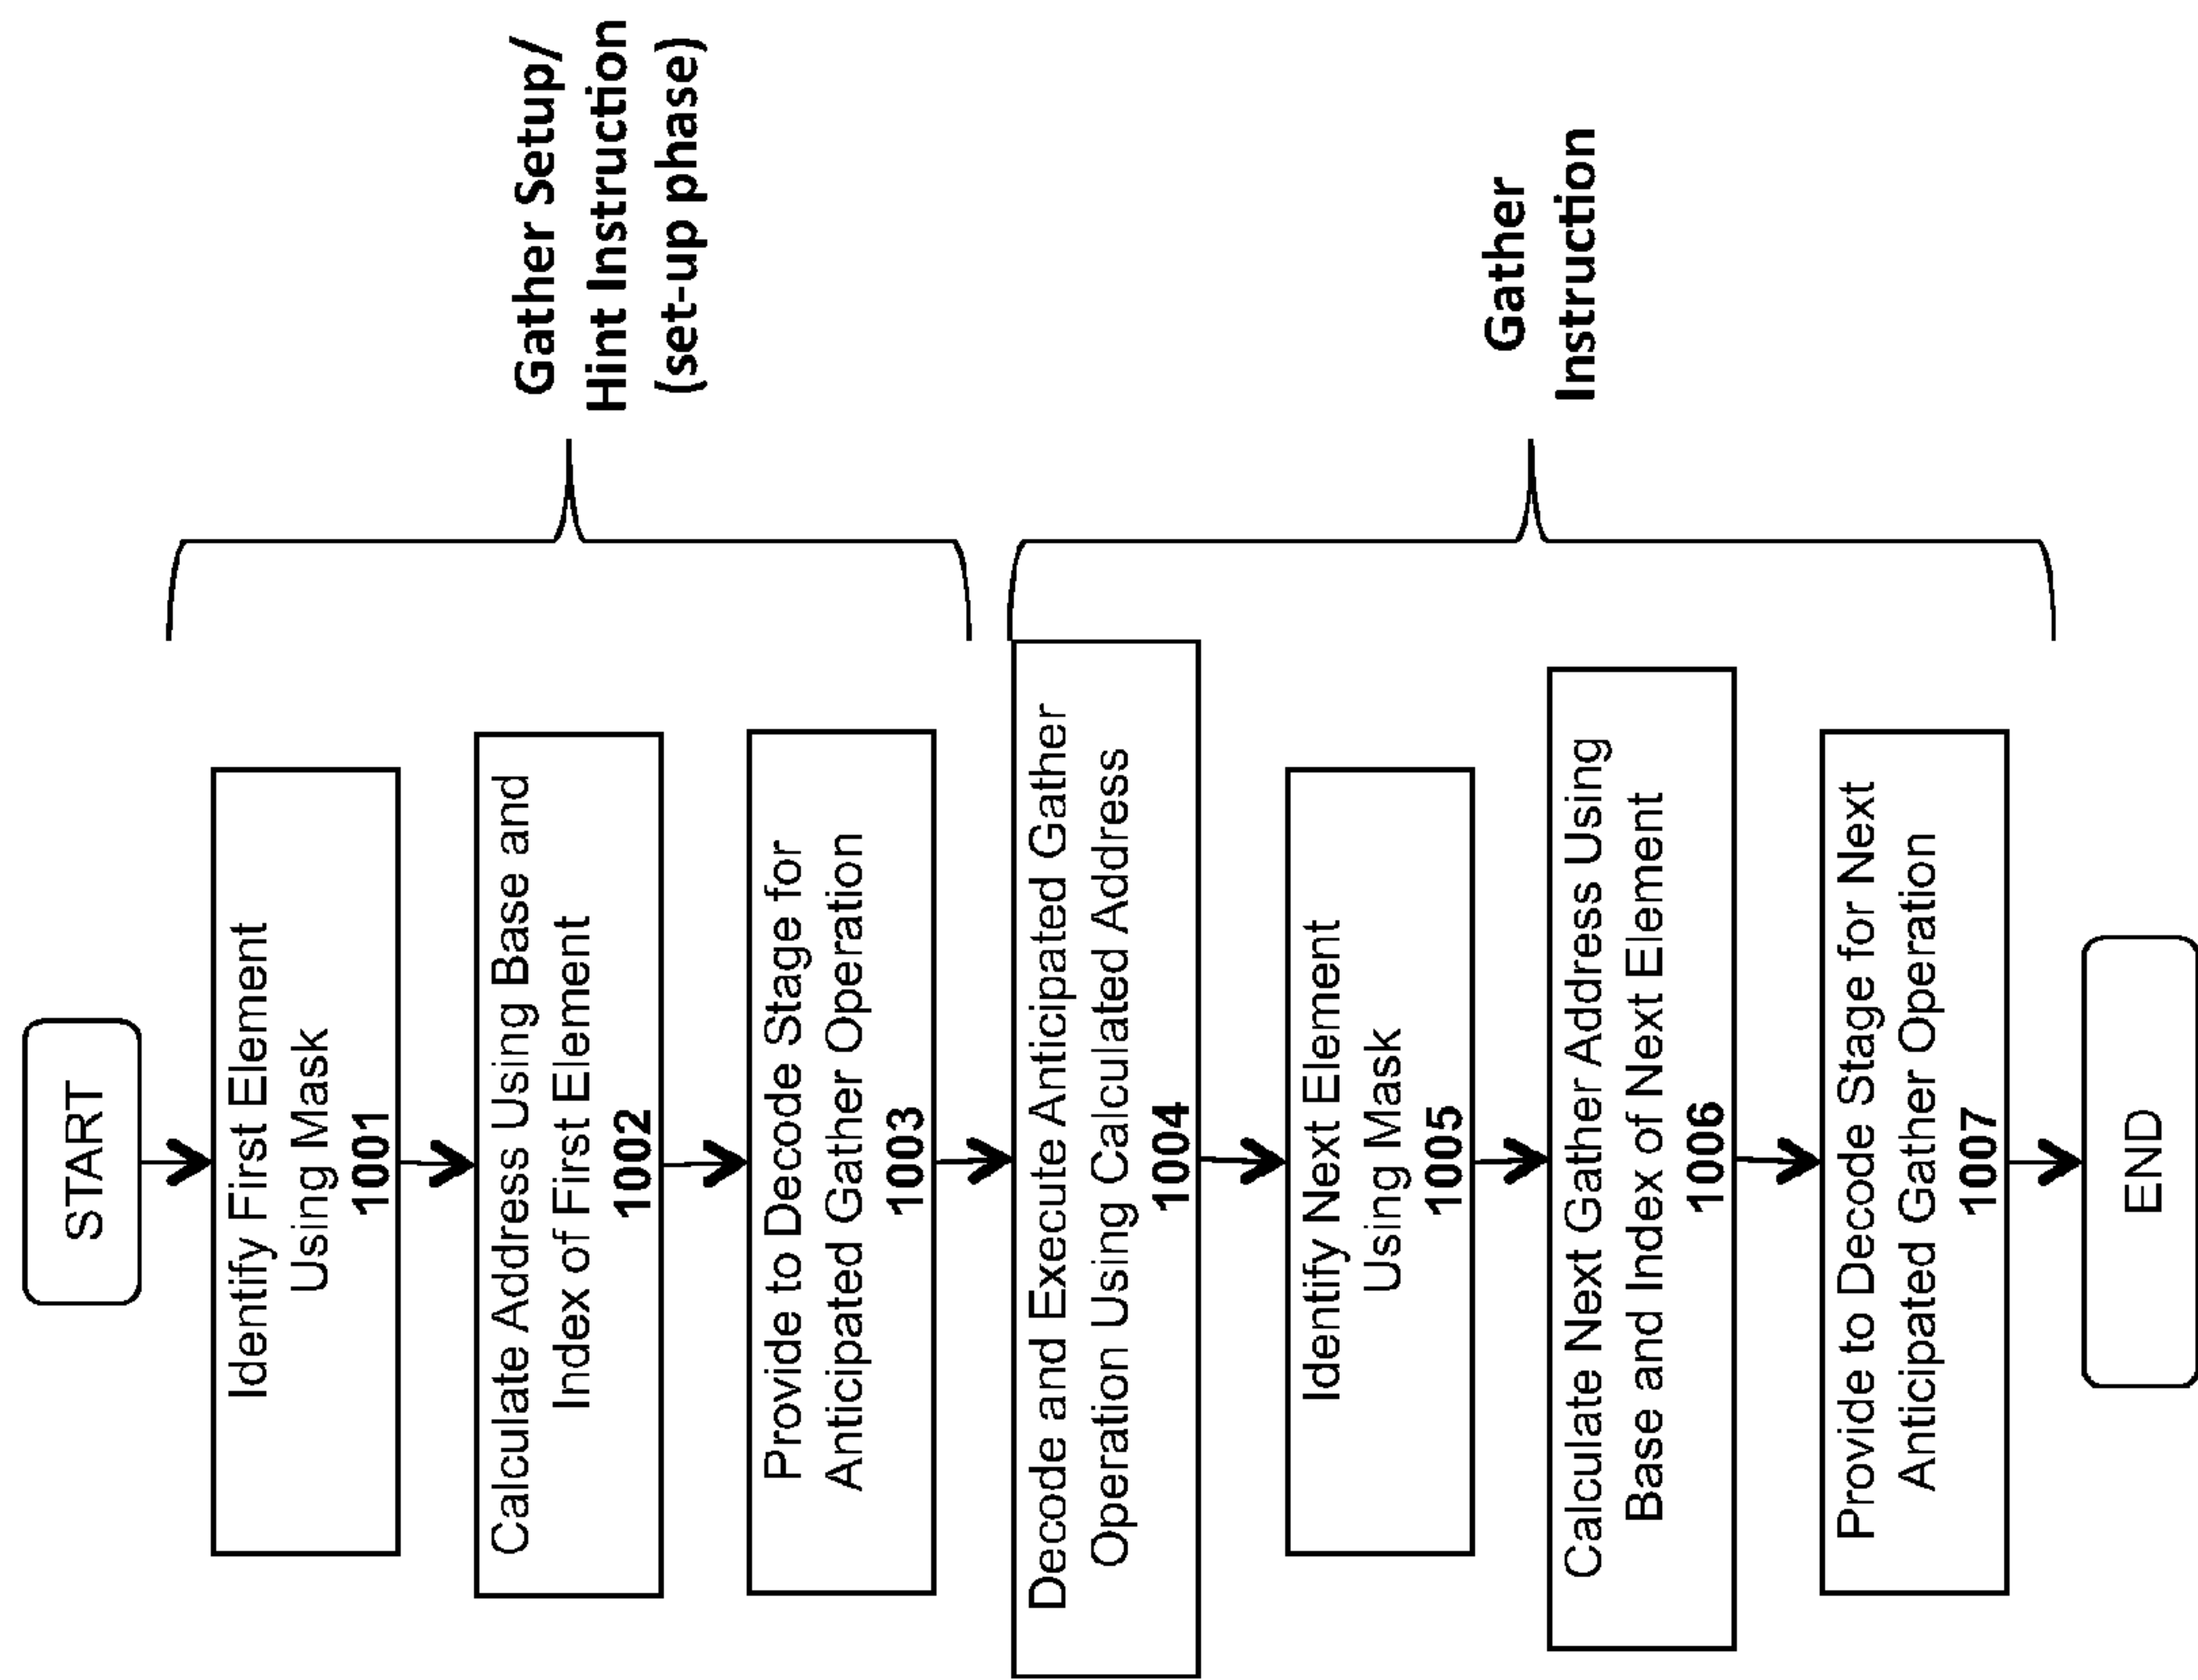 START
Identify First Element
Using Mask
1001
Calculate Address Using Base and
Index of First Element
1002
Provide to Decode Stage for
Anticipated Gather Operation
1003
Gather Setup/
Hint Instruction
(set-up phase)
Decode and Execute Anticipated Gather
Operation Using Calculated Address
1004
Identify Next Element
Using Mask
1005
Calculate Next Gather Address Using
Base and Index of Next Element
1006
Provide to Decode Stage for Next
Anticipated Gather Operation
1007
Gather
Instruction
END